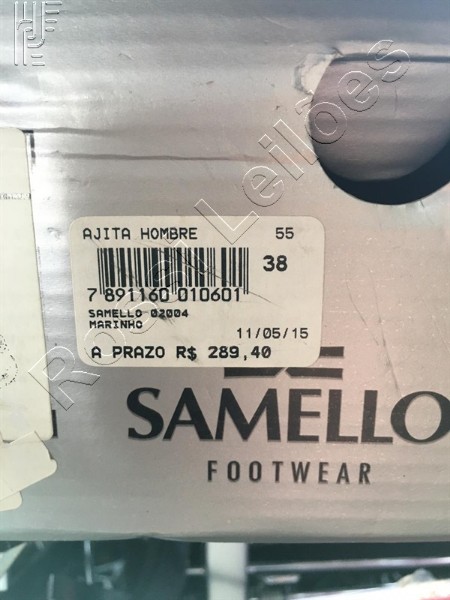 AJITA HOMBRE 55
38
7 891160 010601
SAMELLO 02004
MARINHO
11/05/15
A PRAZO R$ 289,40
SAMELLO
FOOTWEAR
Rossi Leilões